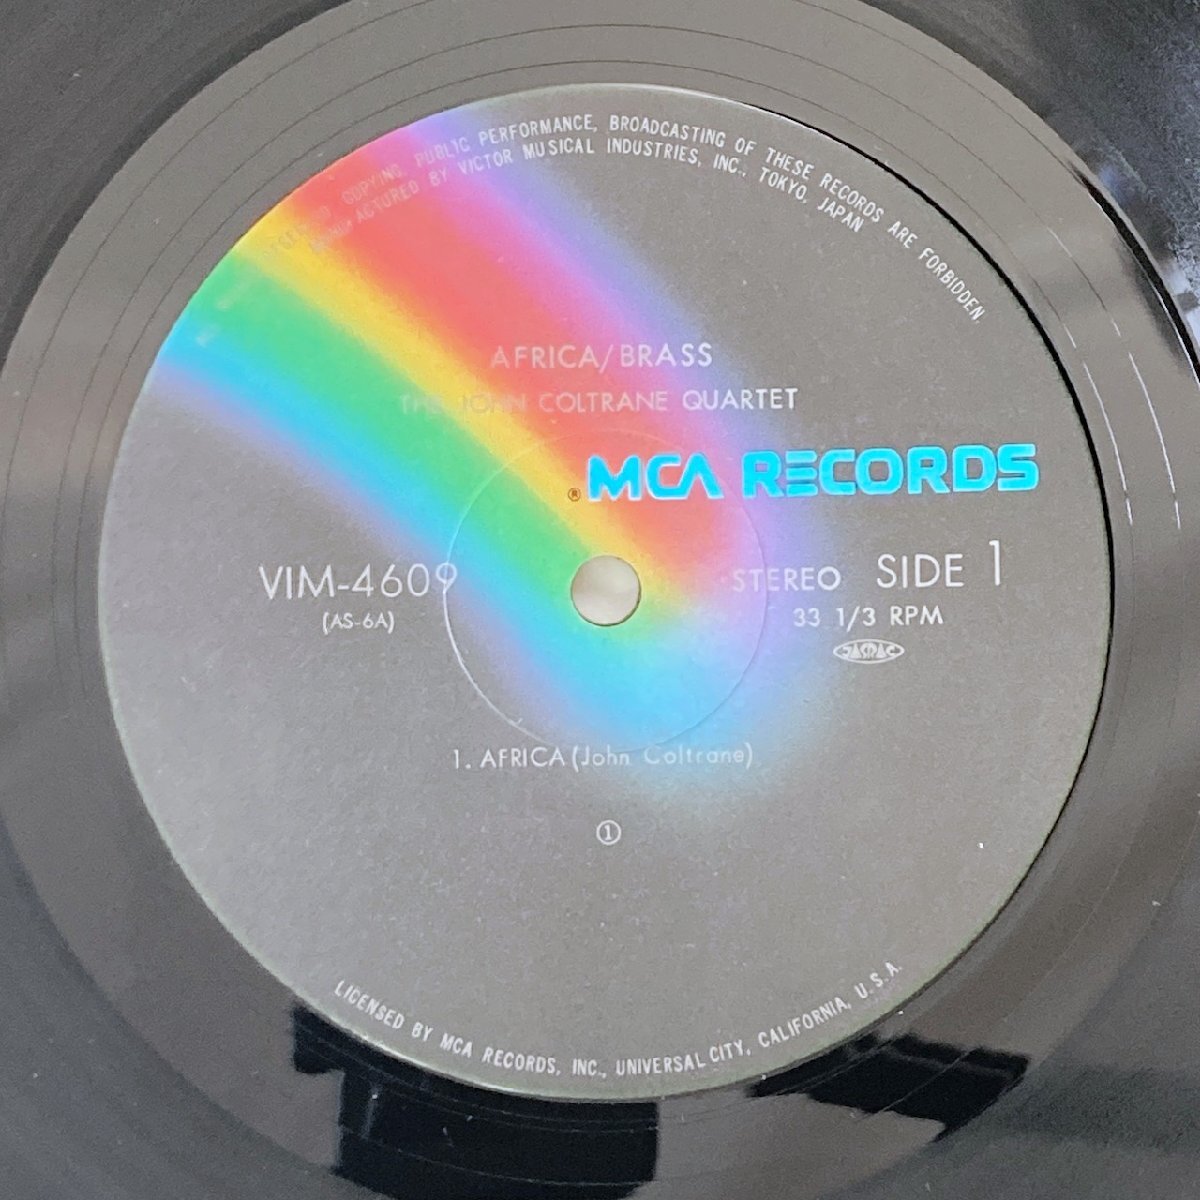 COPYING, PUBLIC PERFORMANCE, BROADCASTING OF THESE RECORDS ARE FORBIDDEN.
BY VICTOR MUSICAL INDUSTRIES, INC., TOKYO, JAPAN
AFRICA/BRASS
THE JOHN COLTRANE QUARTET
® MCA RECORDS
VIM-4609
(AS-6A)
STEREO SIDE 1
33 1/3 RPM
JASRAC
1. AFRICA (John Coltrane)
①
LICENSED BY MCA RECORDS, INC., UNIVERSAL CITY, CALIFORNIA, U.S.A.